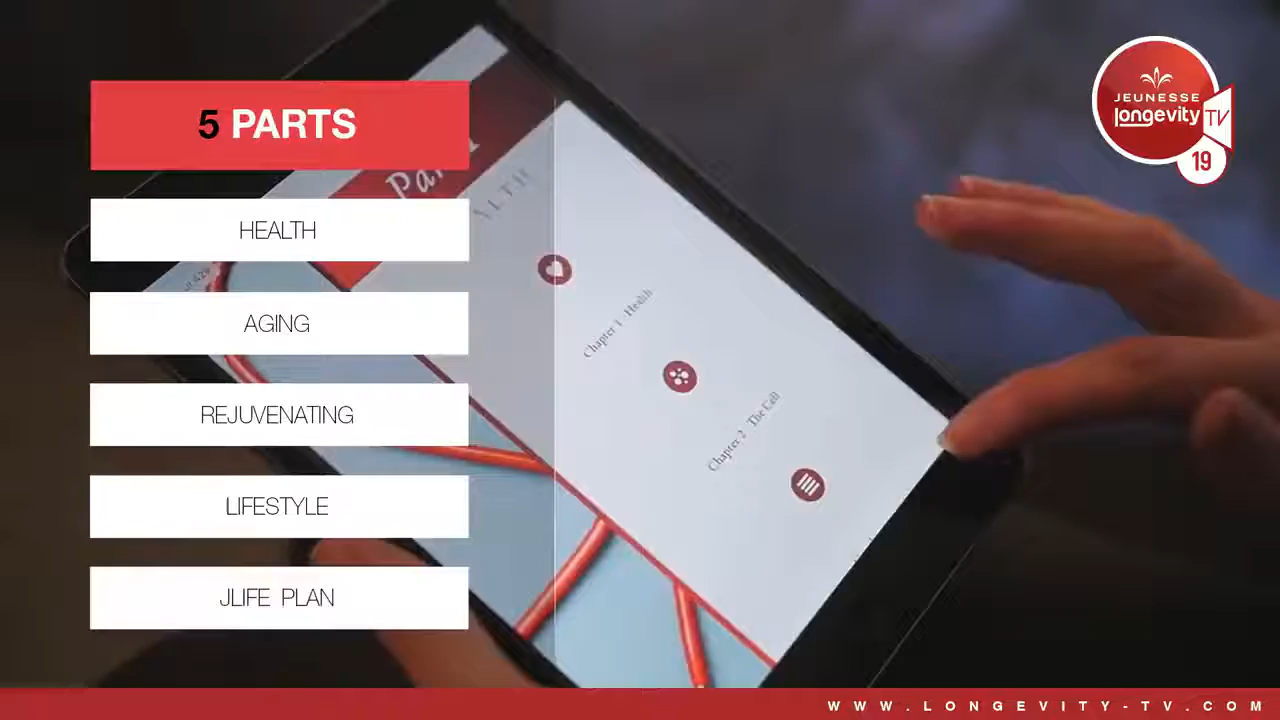 5 PARTS
HEALTH
AGING
REJUVENATING
LIFESTYLE
JLIFE PLAN
JEUNESSE
longevity TV
19
Chapter 1 Health
Chapter 2 The Cell
WWW.LONGEVITY-TV.COM